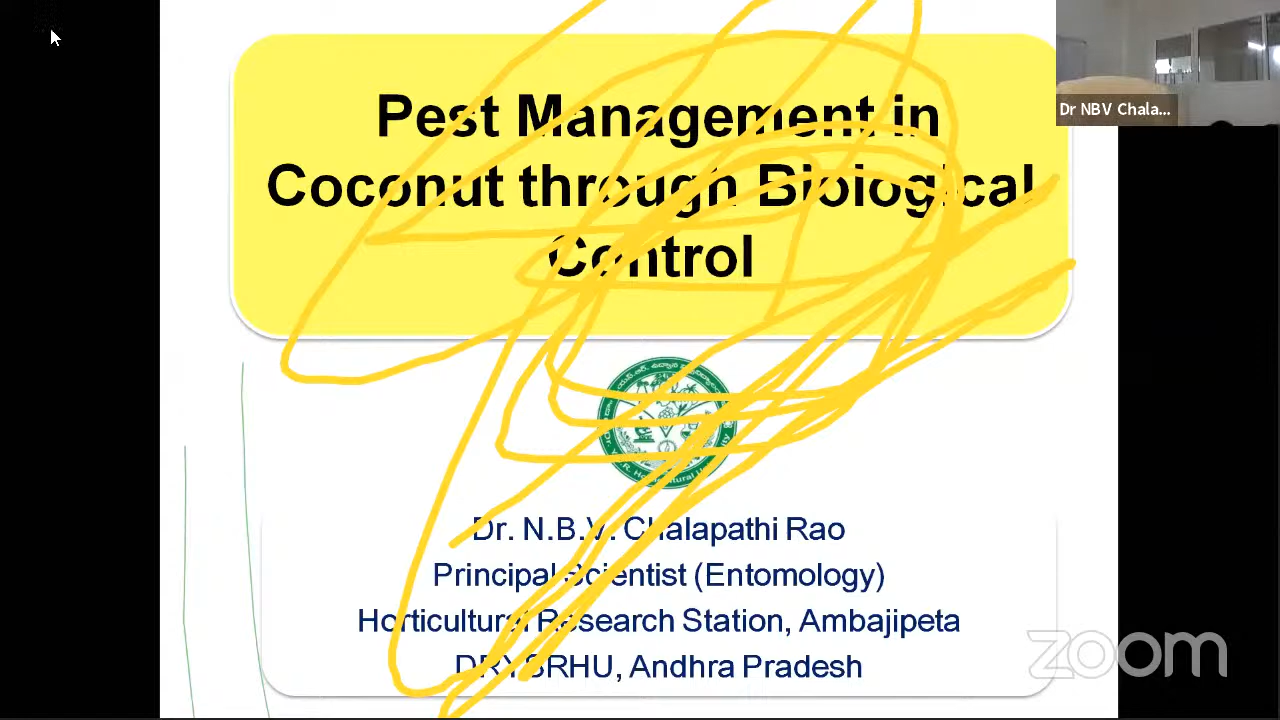 Pest Management in
Coconut through Biological
Control
Dr NBV Chala...
Dr. N.B.V. Chalapathi Rao
Principal Scientist (Entomology)
Horticultural Research Station, Ambajipeta
DRYSRHU, Andhra Pradesh
zoom